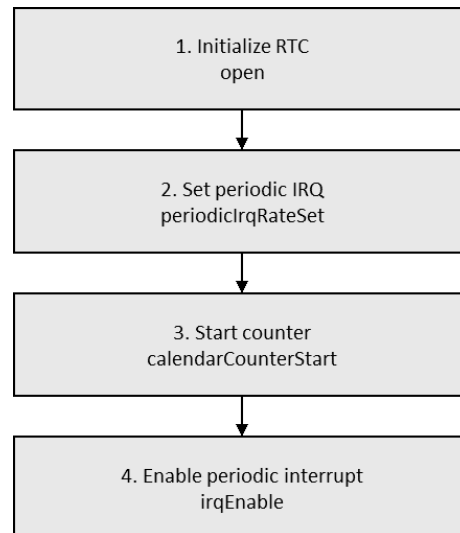 1. Initialize RTC
open
2. Set periodic IRQ
periodicIrqRateSet
3. Start counter
calendarCounterStart
4. Enable periodic interrupt
irqEnable